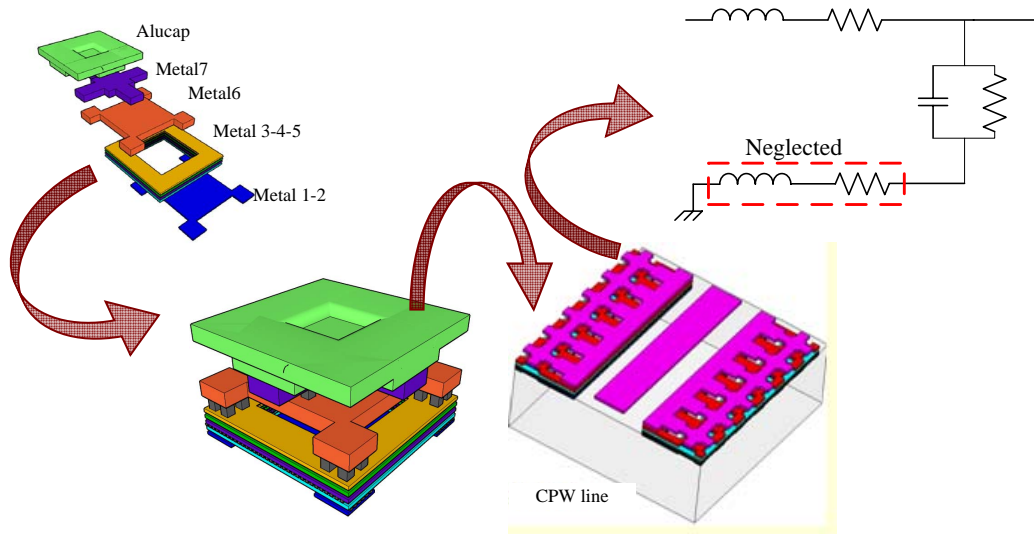 Alucap
Metal7
Metal6
Metal 3-4-5
Metal 1-2
Neglected
CPW line